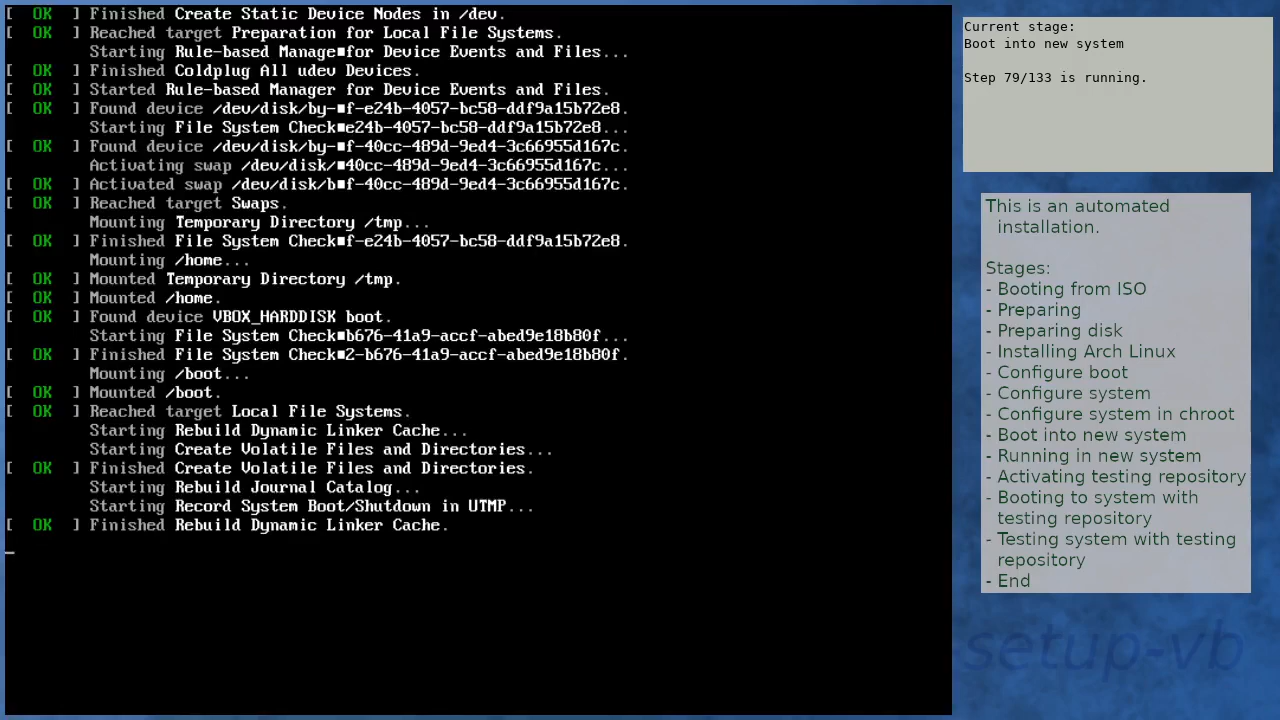 [  OK  ] Finished Create Static Device Nodes in /dev.
[  OK  ] Reached target Preparation for Local File Systems.
Starting Rule-based Manage■for Device Events and Files...
[  OK  ] Finished Coldplug All udev Devices.
[  OK  ] Started Rule-based Manager for Device Events and Files.
[  OK  ] Found device /dev/disk/by-■f-e24b-4057-bc58-ddf9a15b72e8.
Starting File System Check■e24b-4057-bc58-ddf9a15b72e8...
[  OK  ] Found device /dev/disk/by-■f-40cc-489d-9ed4-3c66955d167c.
Activating swap /dev/disk/■40cc-489d-9ed4-3c66955d167c...
[  OK  ] Activated swap /dev/disk/b■f-40cc-489d-9ed4-3c66955d167c.
[  OK  ] Reached target Swaps.
Mounting Temporary Directory /tmp...
[  OK  ] Finished File System Check■f-e24b-4057-bc58-ddf9a15b72e8.
Mounting /home...
[  OK  ] Mounted Temporary Directory /tmp.
[  OK  ] Mounted /home.
[  OK  ] Found device VBOX_HARDDISK boot.
Starting File System Check■b676-41a9-accf-abed9e18b80f...
[  OK  ] Finished File System Check■2-b676-41a9-accf-abed9e18b80f.
Mounting /boot...
[  OK  ] Mounted /boot.
[  OK  ] Reached target Local File Systems.
Starting Rebuild Dynamic Linker Cache...
Starting Create Volatile Files and Directories...
[  OK  ] Finished Create Volatile Files and Directories.
Starting Rebuild Journal Catalog...
Starting Record System Boot/Shutdown in UTMP...
[  OK  ] Finished Rebuild Dynamic Linker Cache.
_
Current stage:
Boot into new system
Step 79/133 is running.
This is an automated
installation.
Stages:
- Booting from ISO
- Preparing
- Preparing disk
- Installing Arch Linux
- Configure boot
- Configure system
- Configure system in chroot
- Boot into new system
- Running in new system
- Activating testing repository
- Booting to system with
testing repository
- Testing system with testing
repository
- End
setup-vb